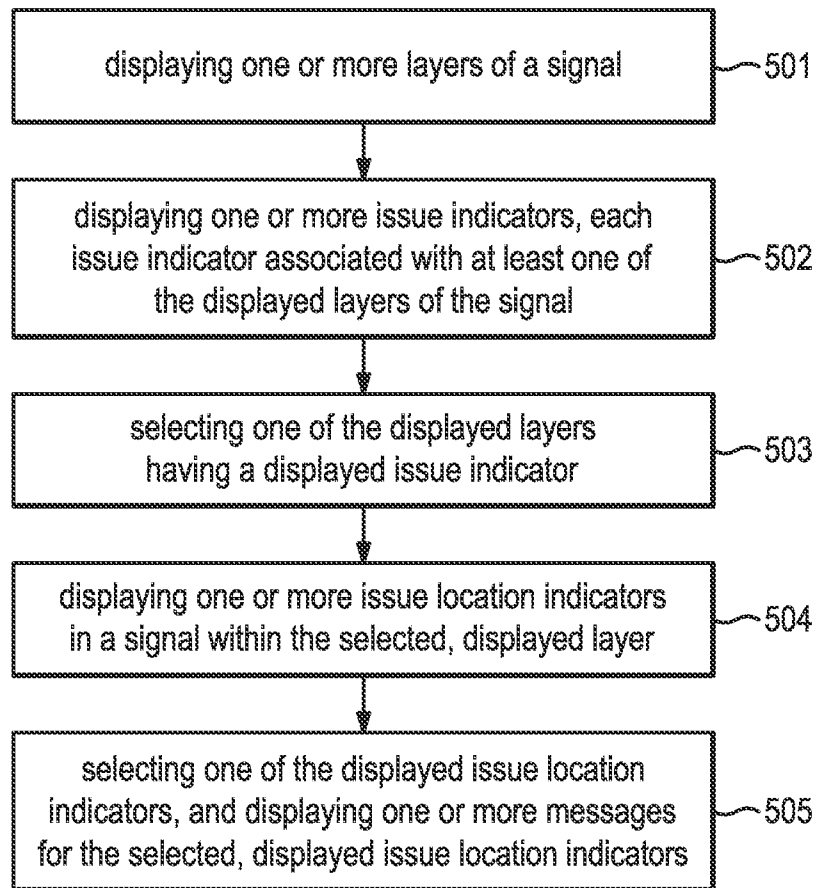 displaying one or more layers of a signal
501
displaying one or more issue indicators, each
issue indicator associated with at least one of
the displayed layers of the signal
502
selecting one of the displayed layers
having a displayed issue indicator
503
displaying one or more issue location indicators
in a signal within the selected, displayed layer
504
selecting one of the displayed issue location
indicators, and displaying one or more messages
for the selected, displayed issue location indicators
505